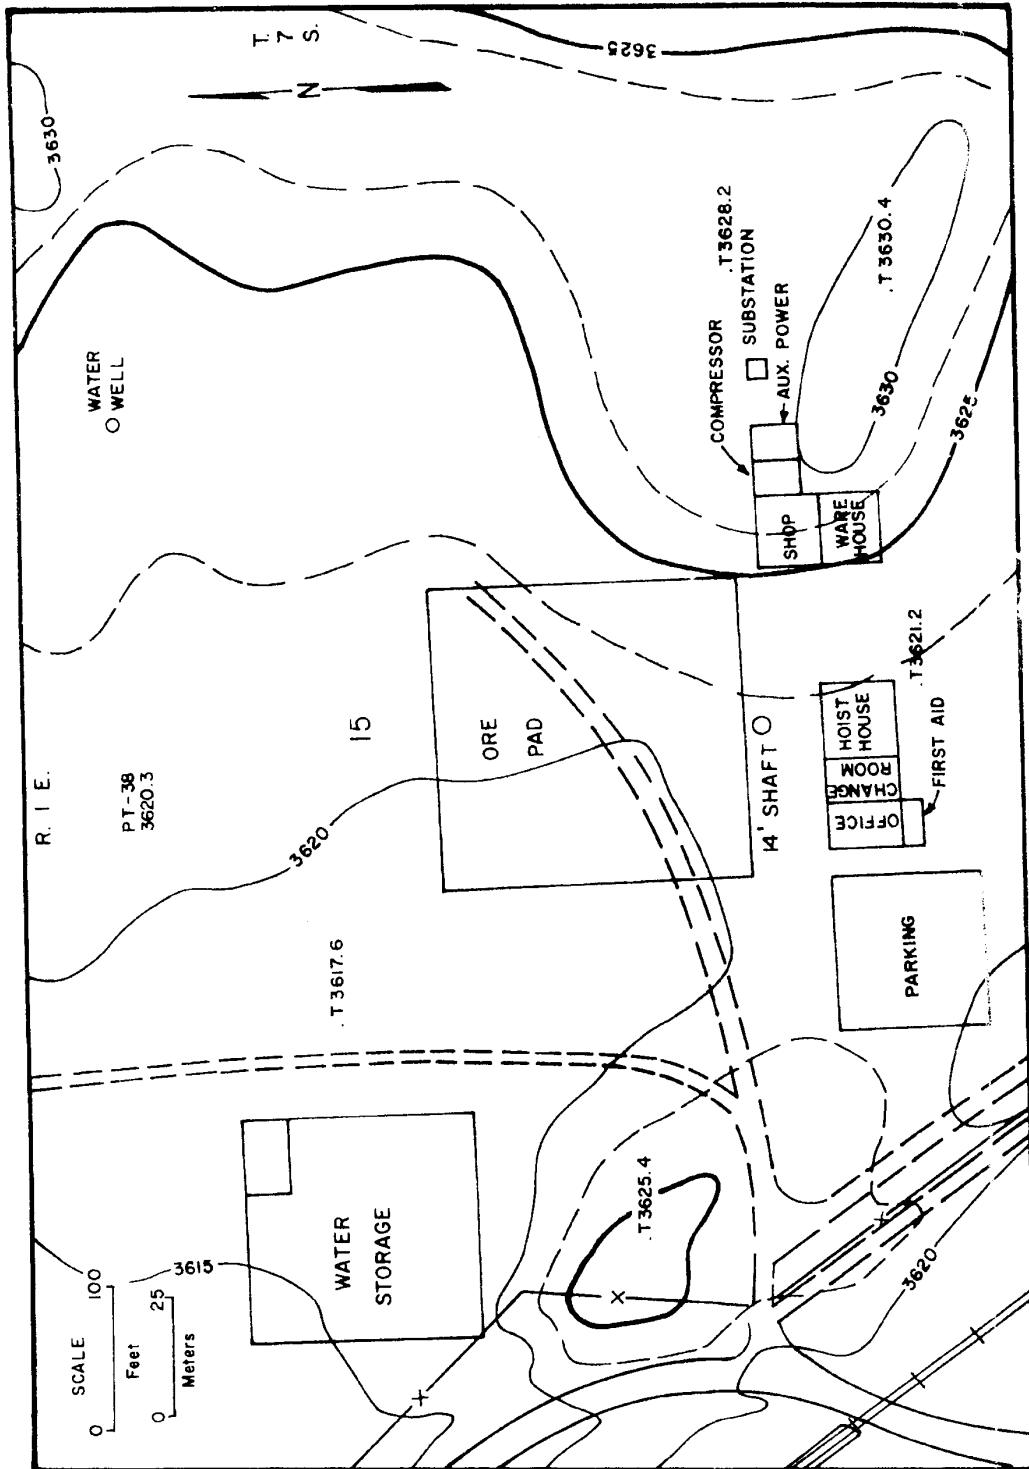 R. 1 E.
T.
7
S.
N
3630
3625
WATER
WELL
PT-38
3620.3
15
3620
.T3617.6
ORE
PAD
14' SHAFT
COMPRESSOR
.T3628.2
SUBSTATION
AUX. POWER
SHOP
WARE
HOUSE
3630
.T3630.4
3625
.T3621.2
HOIST
HOUSE
CHANGE
ROOM
OFFICE
FIRST AID
PARKING
WATER
STORAGE
3615
.T3625.4
3620
SCALE
0 100
Feet
0 25
Meters